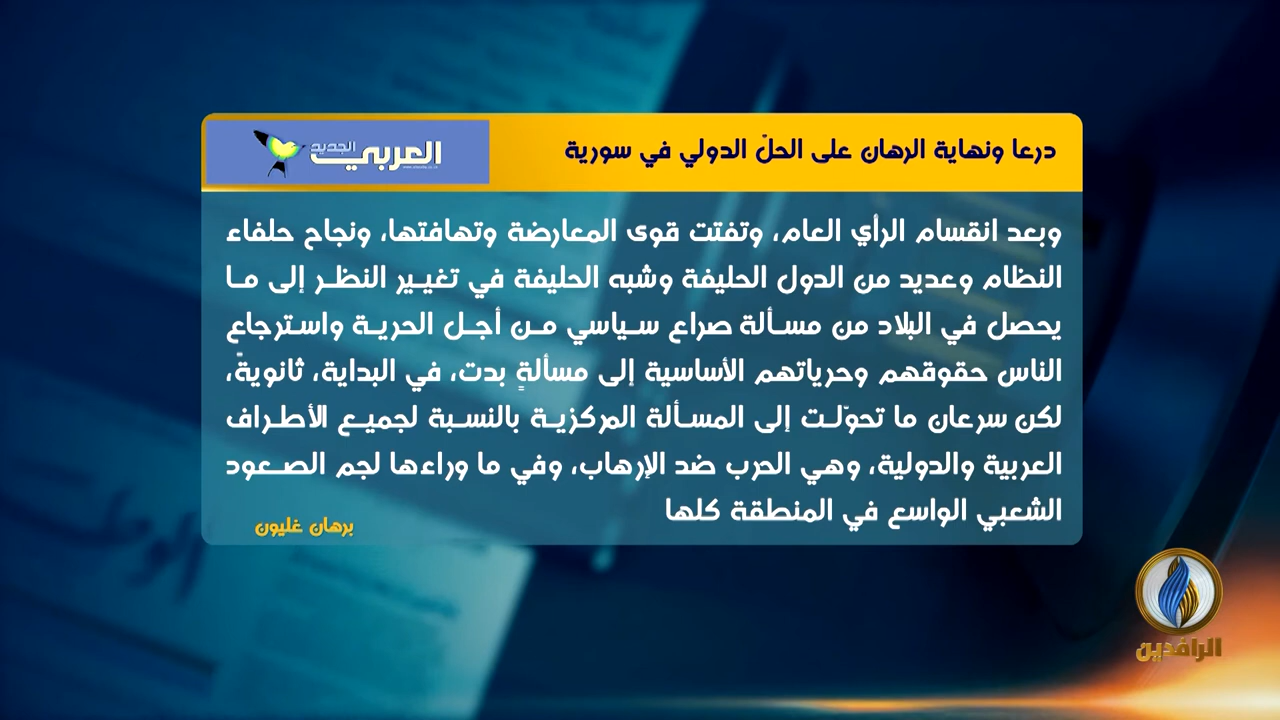 درعا ونهاية الرهان على الحلّ الدولي في سورية
العربي الجديد
وبعد انقسام الرأي العام، وتفتت قوى المعارضة وتهافتها، ونجاح حلفاء
النظام وعديد من الدول الحليفة وشبه الحليفة في تغيير النظر إلى ما
يحصل في البلاد من مسألة صراع سياسي من أجل الحرية واسترجاع
الناس حقوقهم وحرياتهم الأساسية إلى مسألةٍ بدت، في البداية، ثانويةً،
لكن سرعان ما تحوّلت إلى المسألة المركزية بالنسبة لجميع الأطراف
العربية والدولية، وهي الحرب ضد الإرهاب، وفي ما وراءها لجم الصعود
الشعبي الواسع في المنطقة كلها
برهان غليون
الرافدين